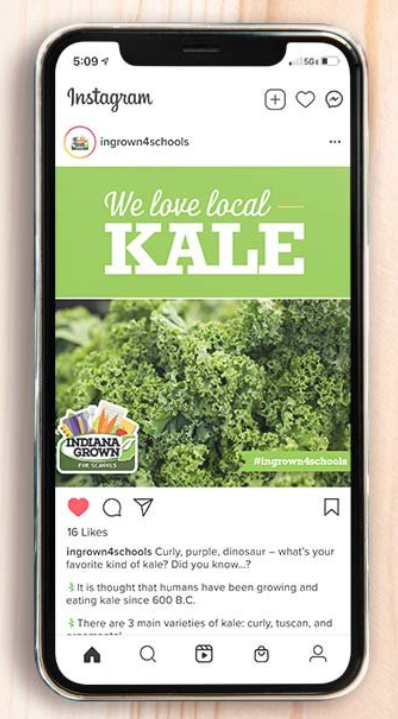 5:09
5G
Instagram
ingrown4schools
We love local
KALE
INDIANA
GROWN
FOR SCHOOLS
#ingrown4schools
16 Likes
ingrown4schools Curly, purple, dinosaur – what's your
favorite kind of kale? Did you know...?
It is thought that humans have been growing and
eating kale since 600 B.C.
There are 3 main varieties of kale: curly, tuscan, and